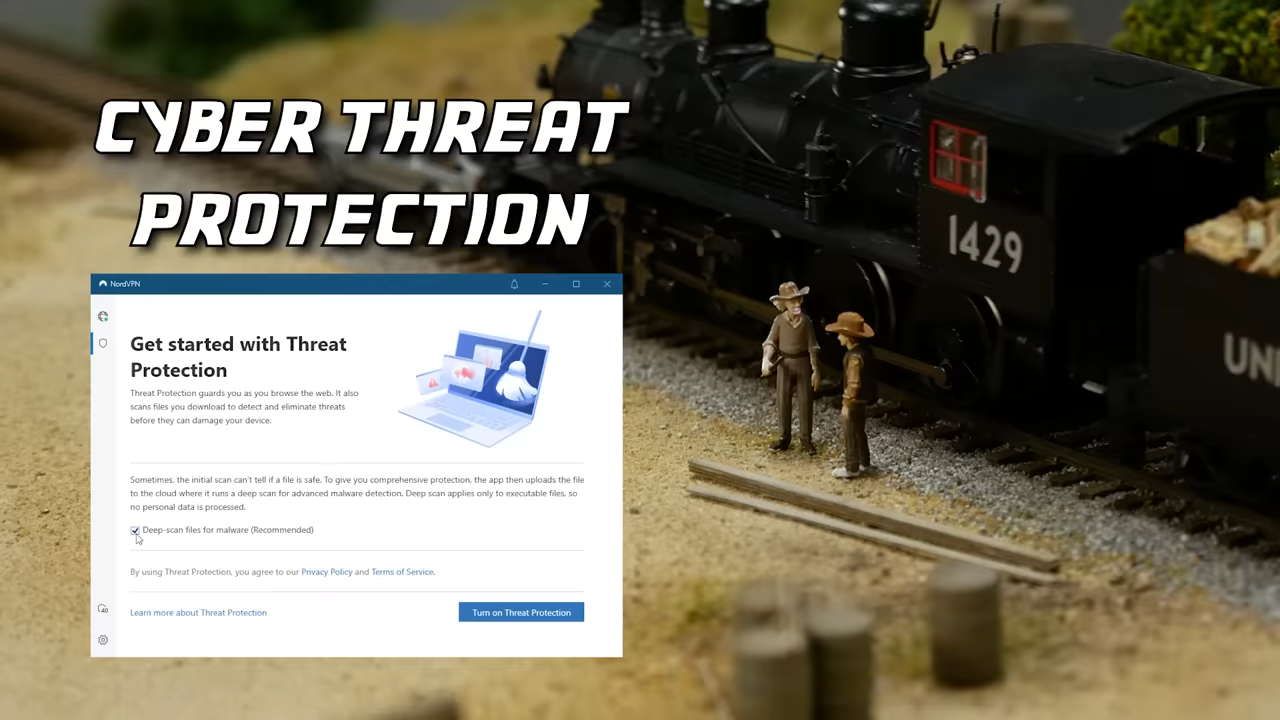 CYBER THREAT
PROTECTION
NordVPN
Get started with Threat
Protection
Threat Protection guards you as you browse the web. It also
scans files you download to detect and eliminate threats
before they can damage your device.
Sometimes, the initial scan can't tell if a file is safe. To give you comprehensive protection, the app then uploads the file
to the cloud where it runs a deep scan for advanced malware detection. Deep scan applies only to executable files, so
no personal data is processed.
Deep-scan files for malware (Recommended)
By using Threat Protection, you agree to our Privacy Policy and Terms of Service.
Learn more about Threat Protection
Turn on Threat Protection
40
1429
UNI